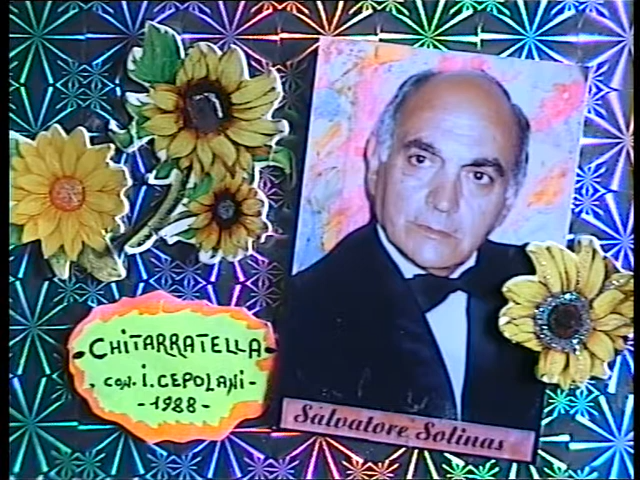 CHITARRATELLA
CON. i. CEPOLANI -
- 1988 -
Salvatore Solinas